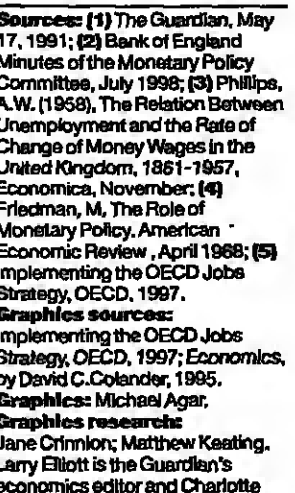 Sources: (1) The Guardian, May
17, 1991; (2) Bank of England
Minutes of the Monetary Policy
Committee, July 1998; (3) Phillips,
A.W. (1958), The Relation Between
Unemployment and the Rate of
Change of Money Wages in the
United Kingdom, 1861-1957,
Economica, November; (4)
Friedman, M, The Role of
Monetary Policy, American
Economic Review, April 1968; (5)
Implementing the OECD Jobs
Strategy, OECD, 1997.
Graphics sources:
Implementing the OECD Jobs
Strategy, OECD, 1997; Economics,
by David C.Colander, 1995.
Graphics: Michael Agar.
Graphics research:
Jane Crinnion; Matthew Keating.
Larry Elliott is the Guardian's
economics editor and Charlotte